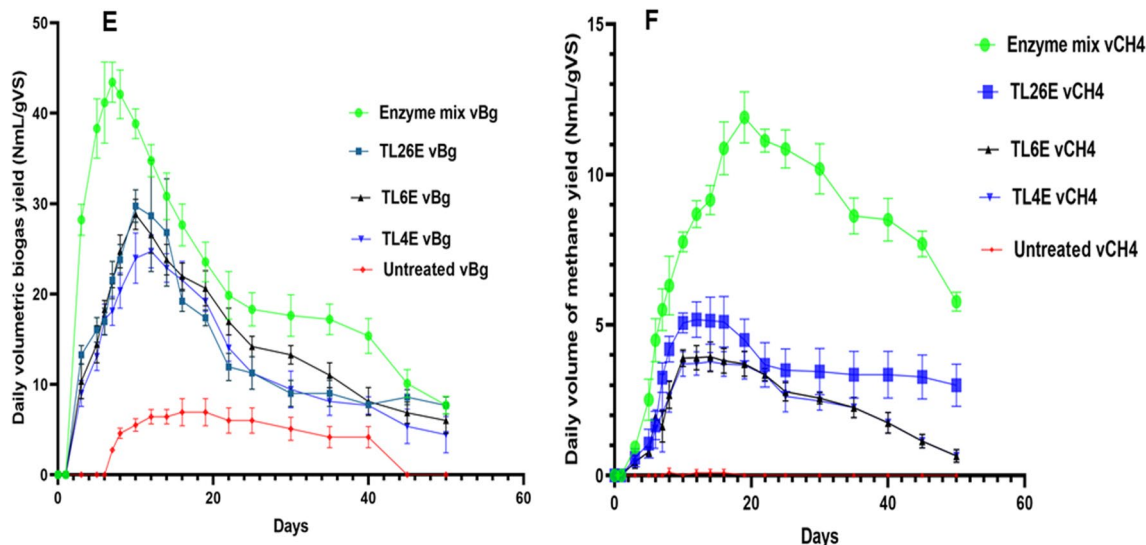 E
Daily volumetric biogas yield (NmL/gVS)
50
40
30
20
10
0
0
20
40
60
Days
Enzyme mix vBg
TL26E vBg
TL6E vBg
TL4E vBg
Untreated vBg
F
Daily volume of methane yield (NmL/gVS)
15
10
5
0
0
20
40
60
Days
Enzyme mix vCH4
TL26E vCH4
TL6E vCH4
TL4E vCH4
Untreated vCH4